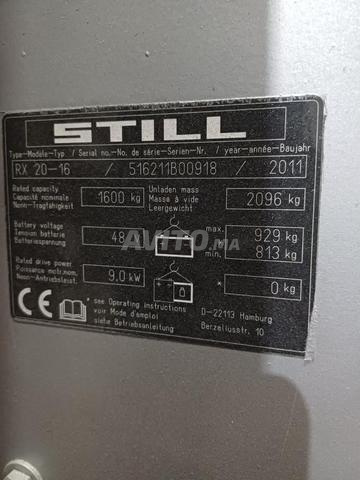 STILL
Type-Modèle-Typ / Serial no.-No. de série-Serien-Nr. / year-année-Baujahr
RX 20-16 / 516211B00918 / 2011
Rated capacity
Capacité nominale
Nenn-Tragfähigkeit
1600 kg
Unladen mass
Masse à vide
Leergewicht
2096 kg
Battery voltage
Tension batterie
Batteriespannung
48
max. 929 kg
min. 813 kg
AVITO.MA
Rated drive power
Puissance motr.nom.
Nenn-Antriebsleist.
9.0 kW
* 0 kg
CE
* see Operating instructions
voir Mode d'emploi
siehe Betriebsanleitung
D-22113 Hamburg
Berzeliusstr. 10